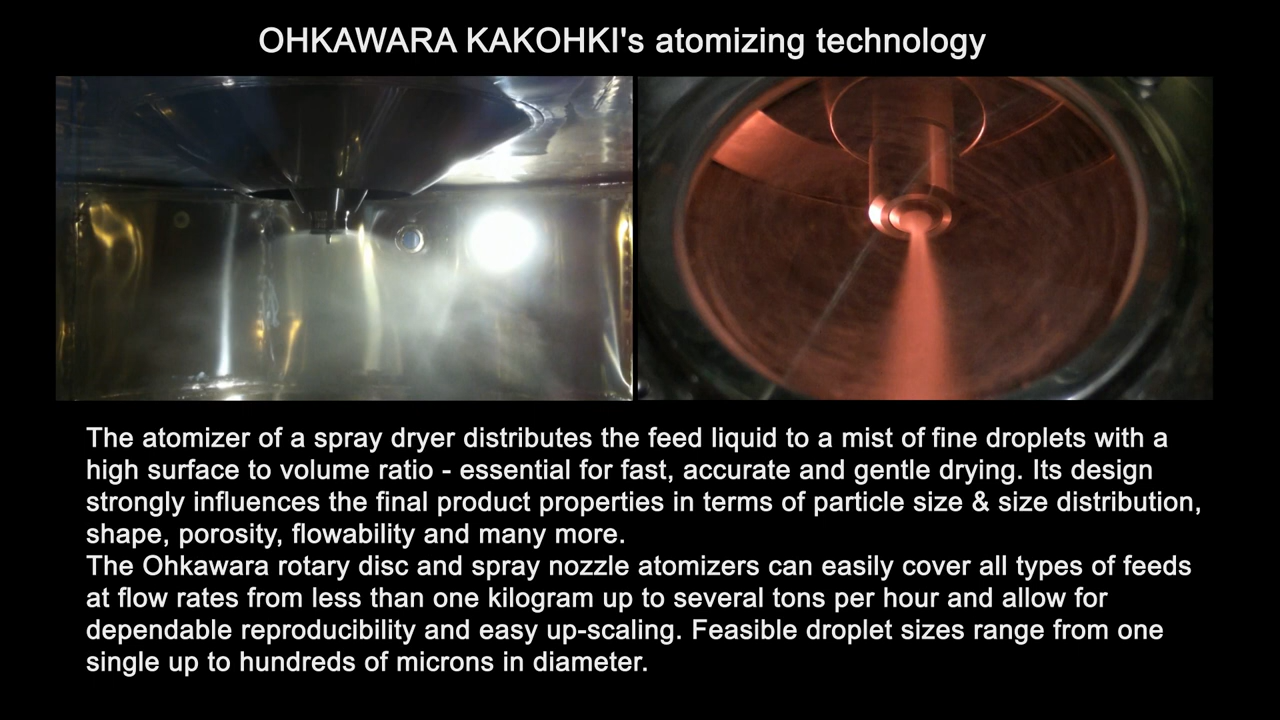 OHKAWARA KAKOHKI's atomizing technology
The atomizer of a spray dryer distributes the feed liquid to a mist of fine droplets with a
high surface to volume ratio - essential for fast, accurate and gentle drying. Its design
strongly influences the final product properties in terms of particle size & size distribution,
shape, porosity, flowability and many more.
The Ohkawara rotary disc and spray nozzle atomizers can easily cover all types of feeds
at flow rates from less than one kilogram up to several tons per hour and allow for
dependable reproducibility and easy up-scaling. Feasible droplet sizes range from one
single up to hundreds of microns in diameter.